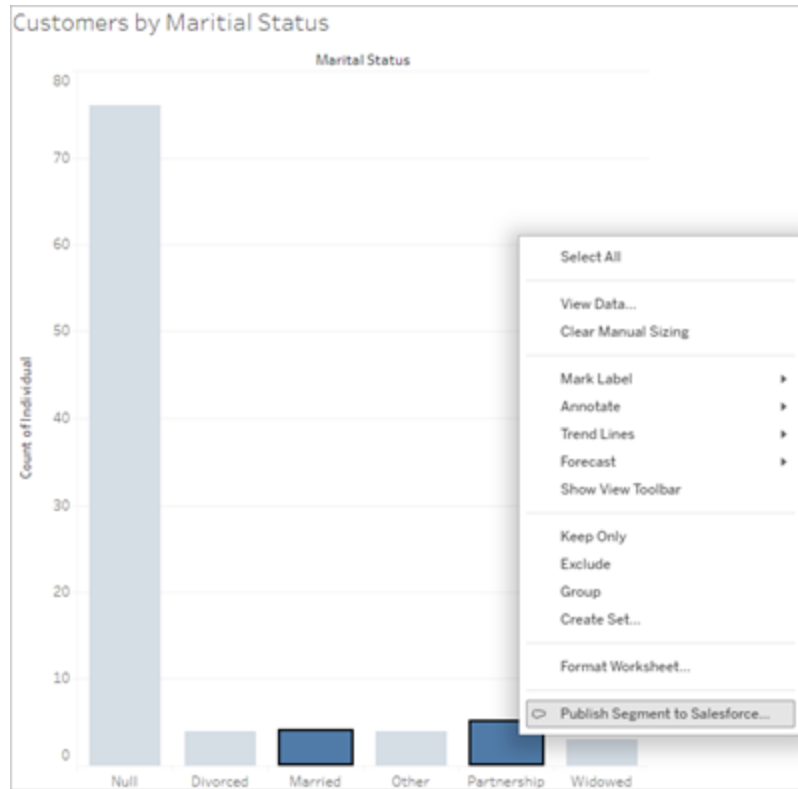 Customers by Maritial Status
Marital Status
80
70
60
50
40
30
20
10
0
Count of Individual
Null
Divorced
Married
Other
Partnership
Widowed
Select All
View Data...
Clear Manual Sizing
Mark Label
Annotate
Trend Lines
Forecast
Show View Toolbar
Keep Only
Exclude
Group
Create Set...
Format Worksheet...
Publish Segment to Salesforce...